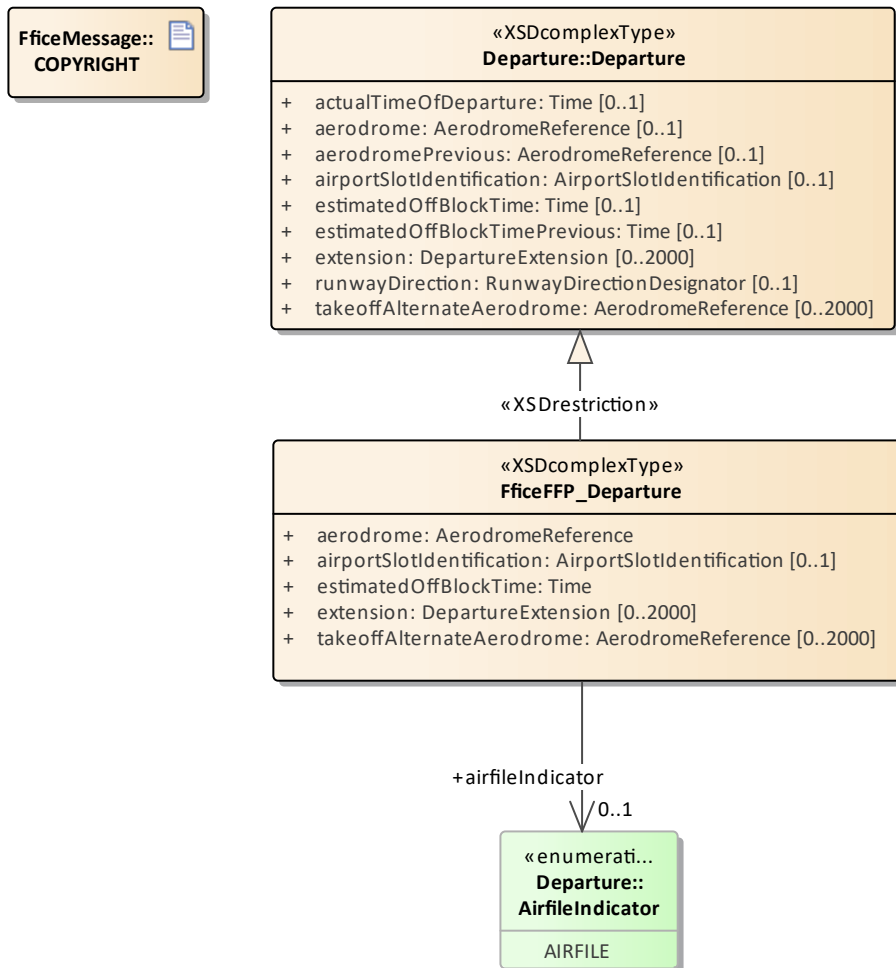 FficeMessage::
COPYRIGHT
«XSDcomplexType»
Departure::Departure
+ actualTimeOfDeparture: Time [0..1]
+ aerodrome: AerodromeReference [0..1]
+ aerodromePrevious: AerodromeReference [0..1]
+ airportSlotIdentification: AirportSlotIdentification [0..1]
+ estimatedOffBlockTime: Time [0..1]
+ estimatedOffBlockTimePrevious: Time [0..1]
+ extension: DepartureExtension [0..2000]
+ runwayDirection: RunwayDirectionDesignator [0..1]
+ takeoffAlternateAerodrome: AerodromeReference [0..2000]
«XSDrestriction»
«XSDcomplexType»
FficeFFP_Departure
+ aerodrome: AerodromeReference
+ airportSlotIdentification: AirportSlotIdentification [0..1]
+ estimatedOffBlockTime: Time
+ extension: DepartureExtension [0..2000]
+ takeoffAlternateAerodrome: AerodromeReference [0..2000]
+airfileIndicator
0..1
«enumerati...
Departure::
AirfileIndicator
AIRFILE